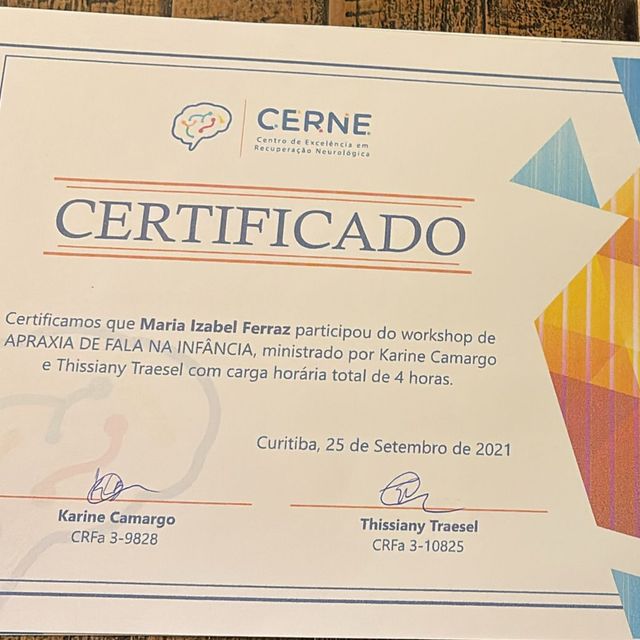 CERNE
Centro de Excelência em
Recuperação Neurológica
CERTIFICADO
Certificamos que Maria Izabel Ferraz participou do workshop de
APRAXIA DE FALA NA INFÂNCIA, ministrado por Karine Camargo
e Thissiany Traesel com carga horária total de 4 horas.
Curitiba, 25 de Setembro de 2021
Karine Camargo
CRFa 3-9828
Thissiany Traesel
CRFa 3-10825